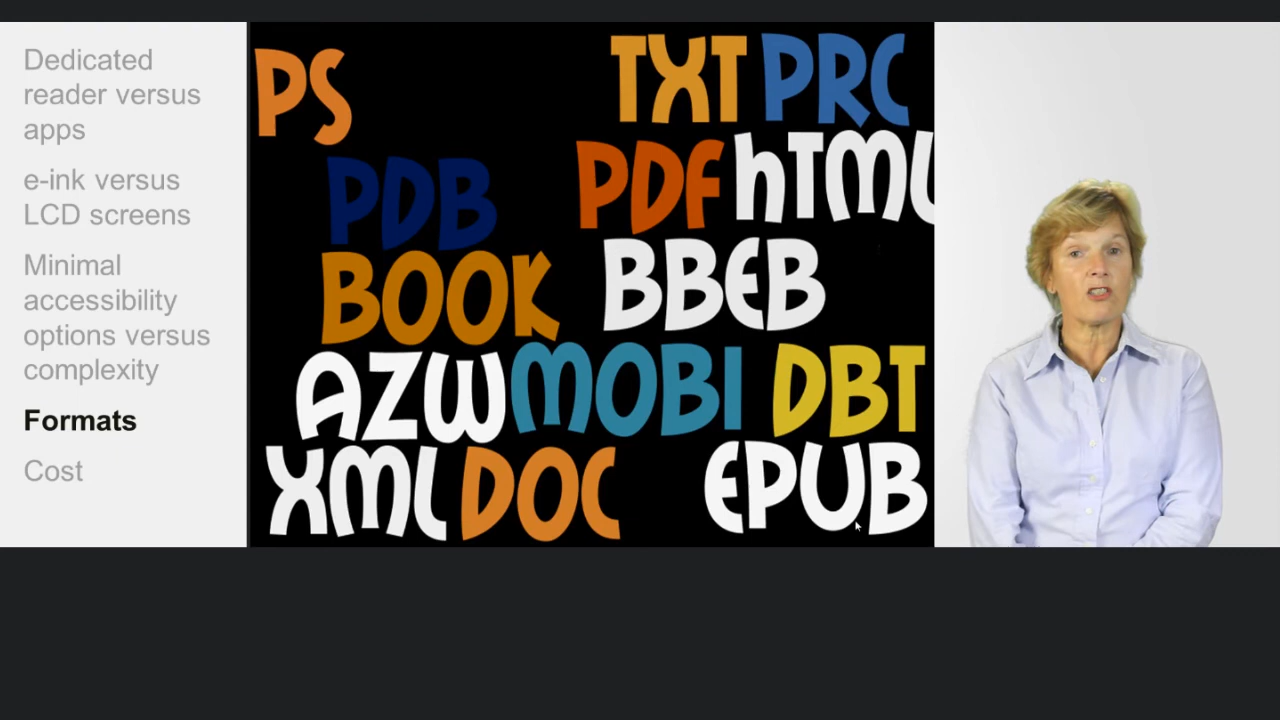 Dedicated
reader versus
apps
e-ink versus
LCD screens
Minimal
accessibility
options versus
complexity
Formats
Cost
PS
TXT PRC
PDB
PDF hTML
BOOK
BBEB
AZW MOBI DBT
XML DOC
EPUB